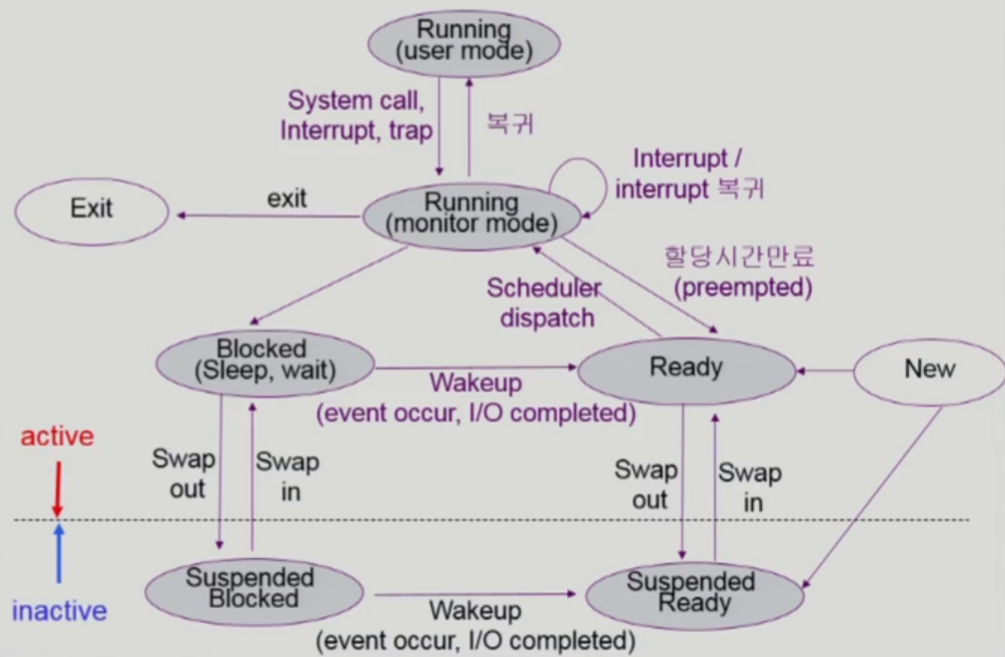 Running
(user mode)
System call,
Interrupt, trap
복귀
Interrupt /
interrupt 복귀
Exit
exit
Running
(monitor mode)
할당시간만료
(preempted)
Scheduler
dispatch
Blocked
(Sleep, wait)
Ready
New
Wakeup
(event occur, I/O completed)
active
Swap
out
Swap
in
Swap
out
Swap
in
inactive
Suspended
Blocked
Suspended
Ready
Wakeup
(event occur, I/O completed)